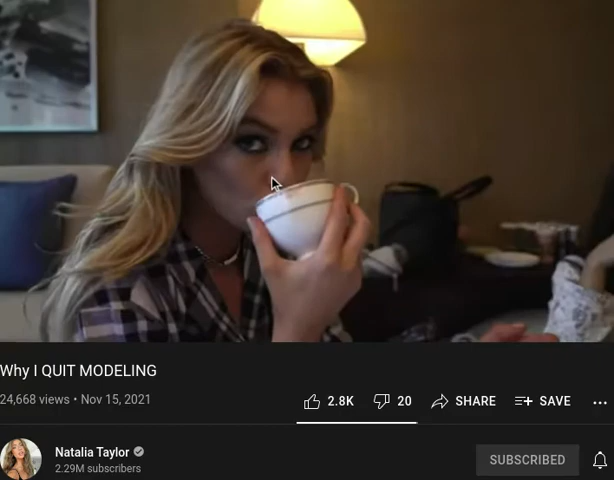 Why I QUIT MODELING
24,668 views • Nov 15, 2021
2.8K
20
SHARE
SAVE
Natalia Taylor
2.29M subscribers
SUBSCRIBED